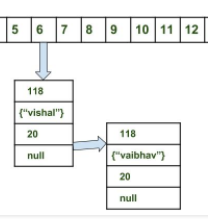 5 6 7 8 9 10 11 12
118
{“vishal”}
20
null
118
{“vaibhav”}
20
null